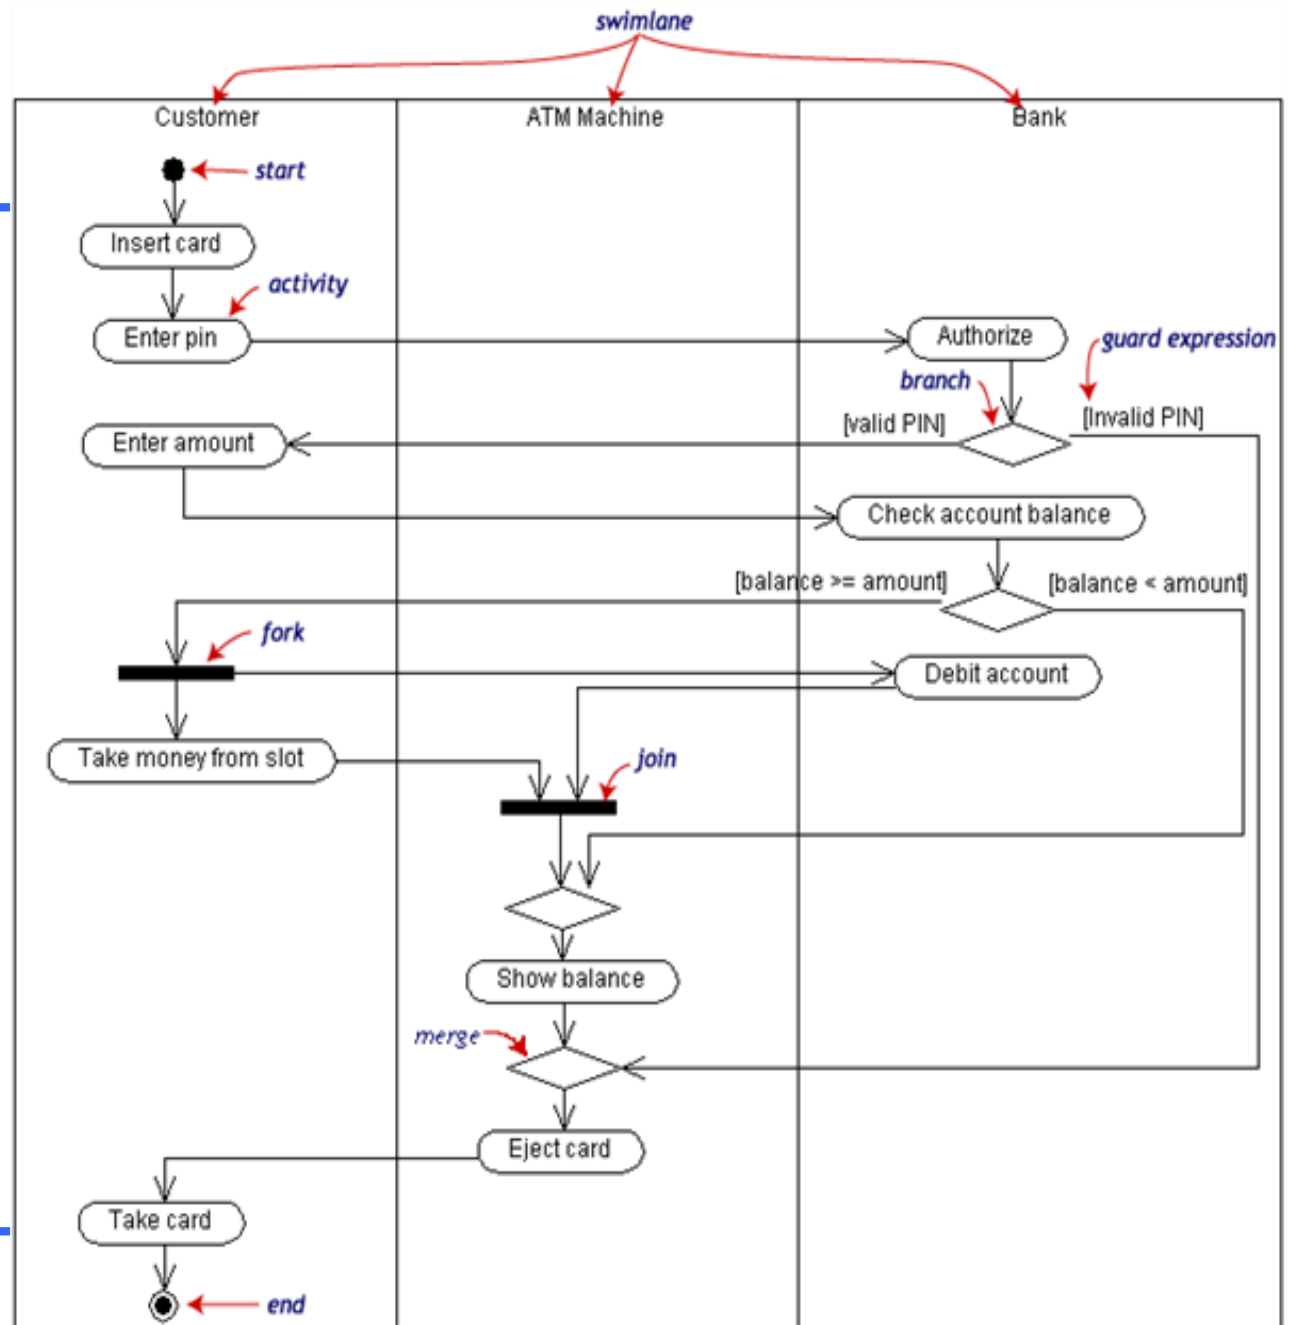 swimlane
Customer
ATM Machine
Bank
start
Insert card
activity
Enter pin
Authorize
guard expression
branch
[valid PIN]
[Invalid PIN]
Enter amount
Check account balance
[balance >= amount]
[balance < amount]
fork
Debit account
Take money from slot
join
Show balance
merge
Eject card
Take card
end